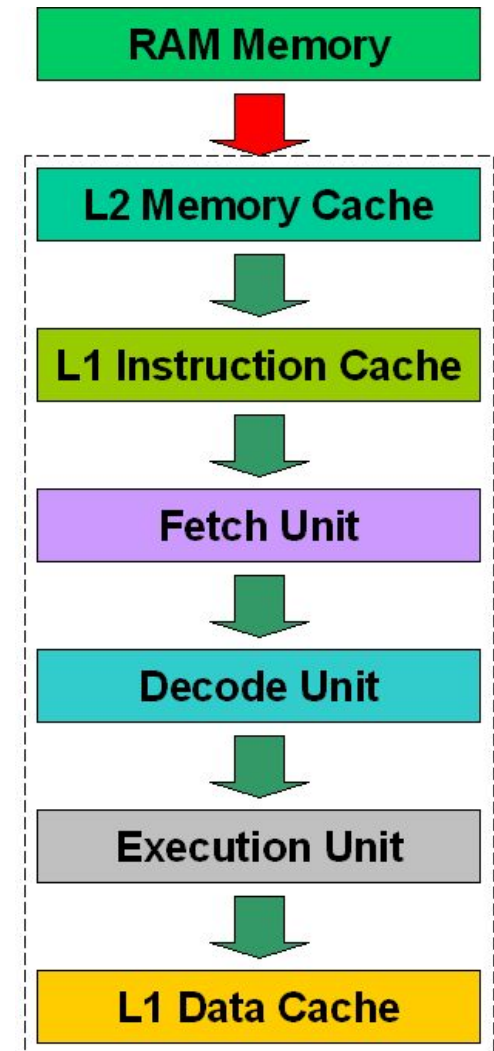 RAM Memory
L2 Memory Cache
L1 Instruction Cache
Fetch Unit
Decode Unit
Execution Unit
L1 Data Cache